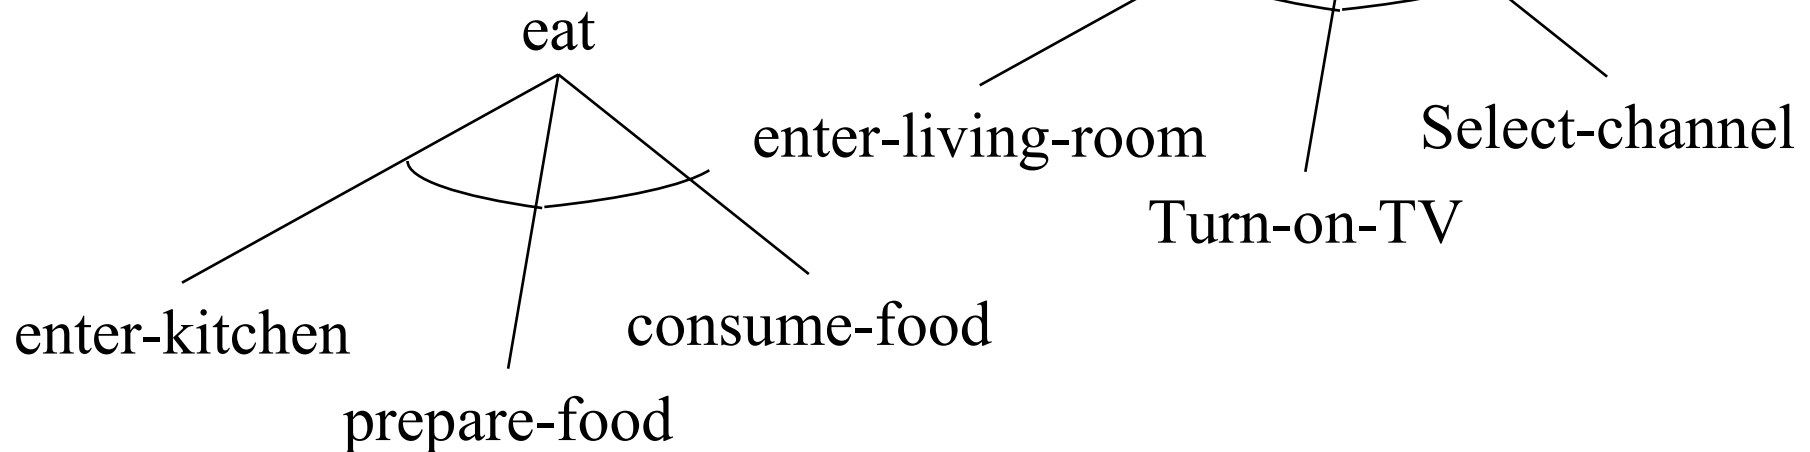 eat
enter-kitchen
prepare-food
consume-food
enter-living-room
Turn-on-TV
Select-channel